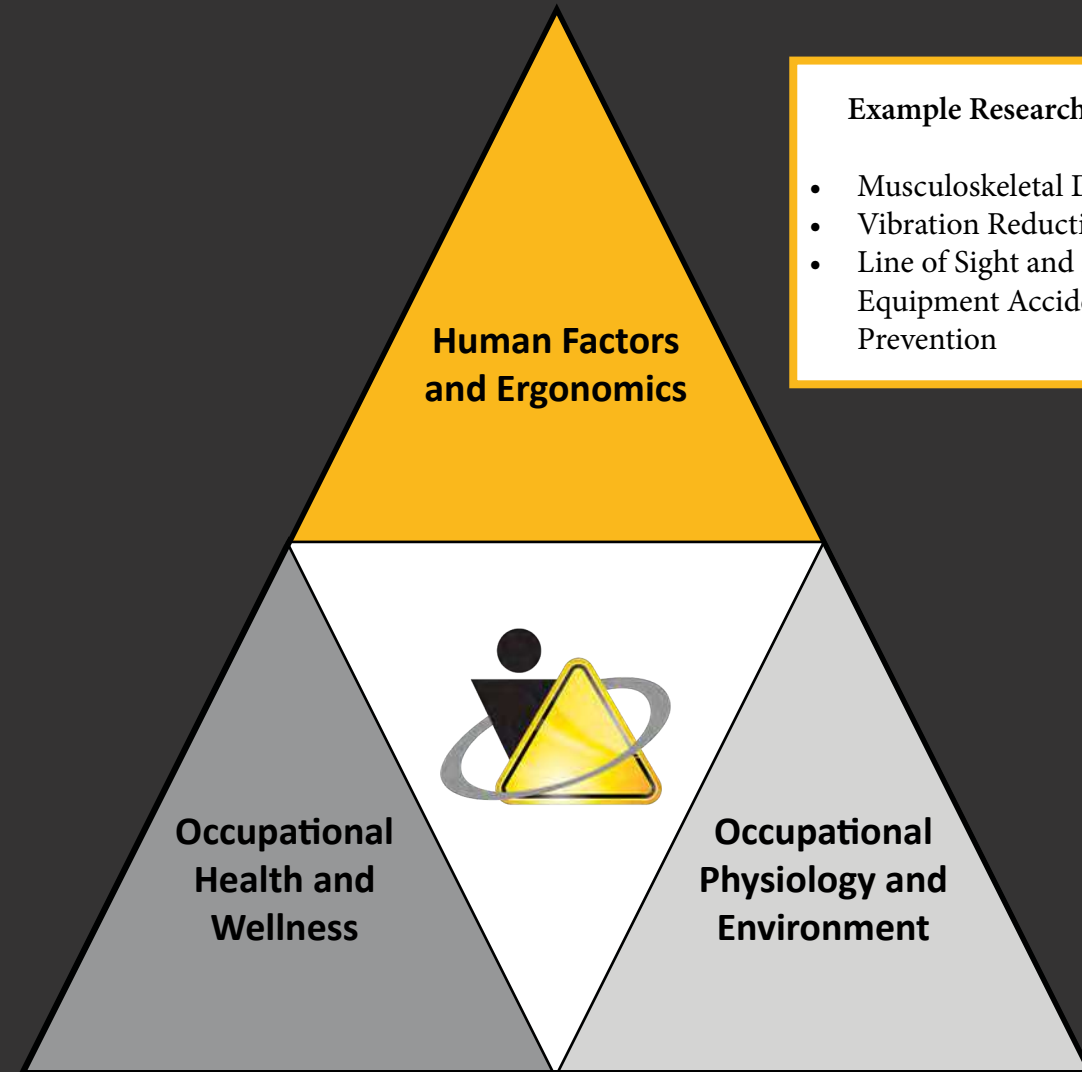 Human Factors
and Ergonomics
Example Research
• Musculoskeletal
• Vibration
• Line of Sight and
Equipment
Prevention
Occupational
Health and
Wellness
Occupational
Physiology and
Environment